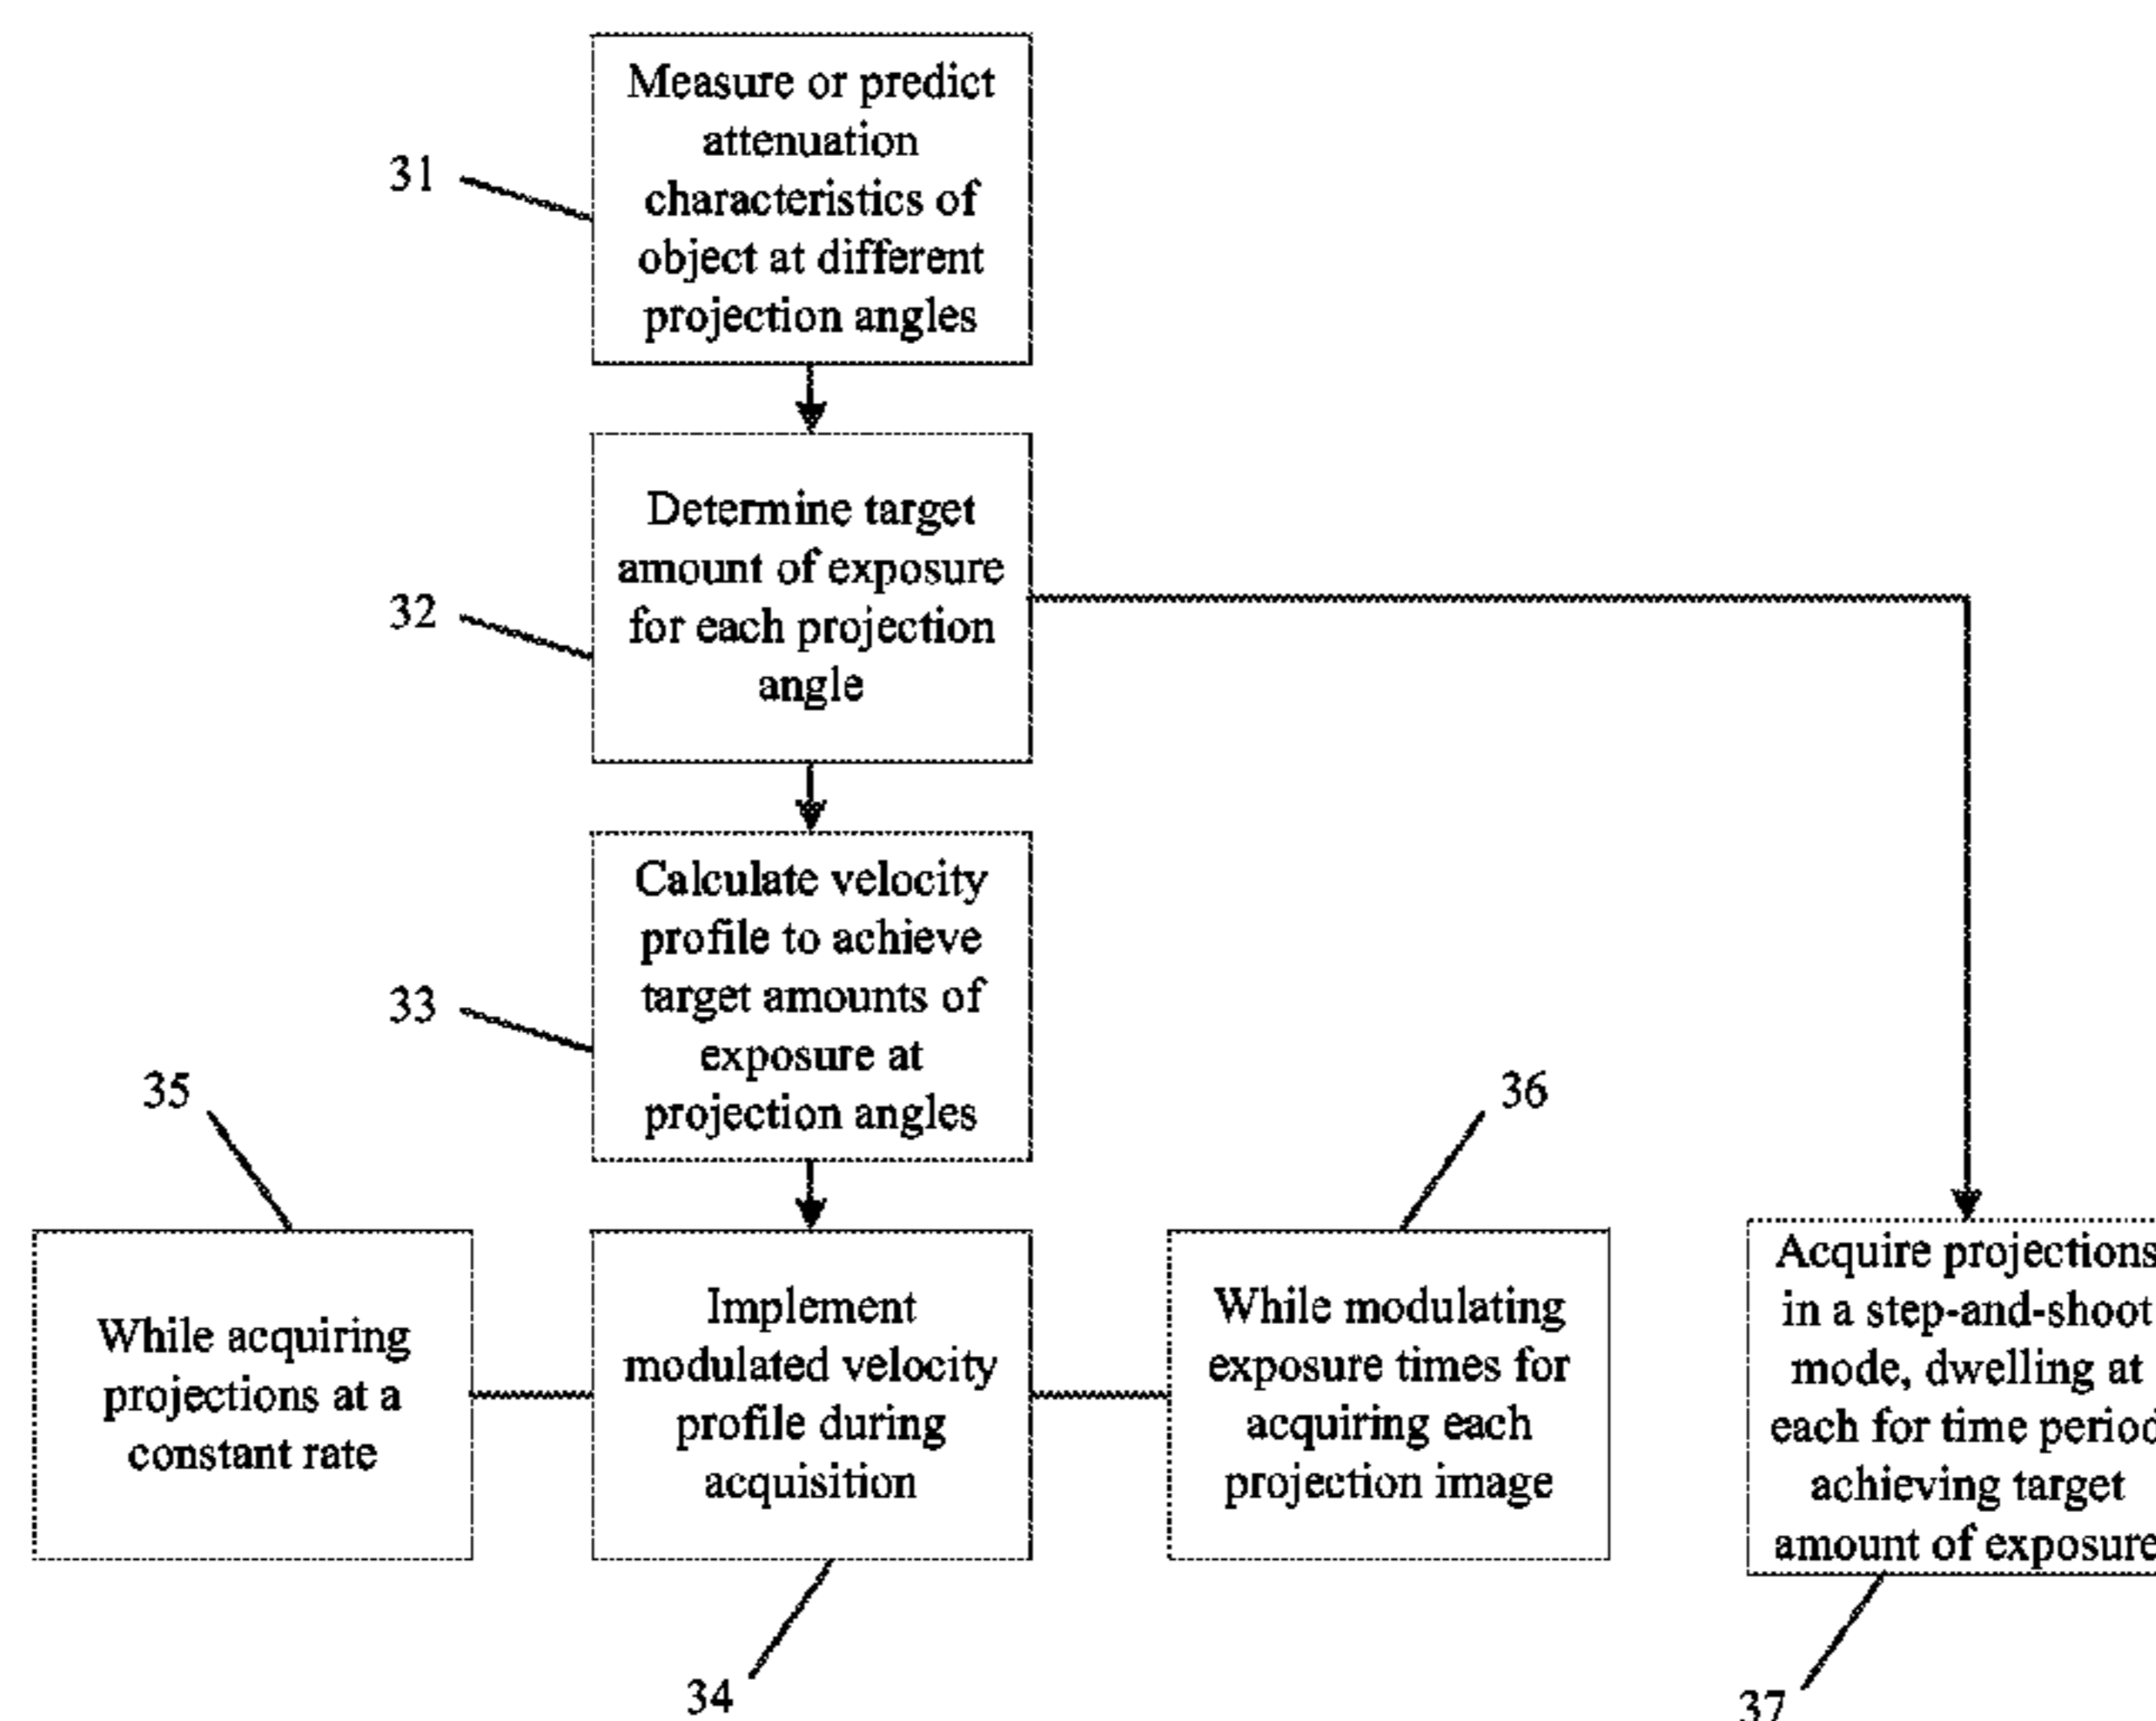 31
Measure or predict
attenuation
characteristics of
object at different
projection angles
32
Determine target
amount of exposure
for each projection
angle
33
Calculate velocity
profile to achieve
target amounts of
exposure at
projection angles
35
While acquiring
projections at a
constant rate
Implement
modulated velocity
profile during
acquisition
34
36
While modulating
exposure times for
acquiring each
projection image
Acquire projections
in a step-and-shoot
mode, dwelling at
each for time period
achieving target
amount of exposure
37